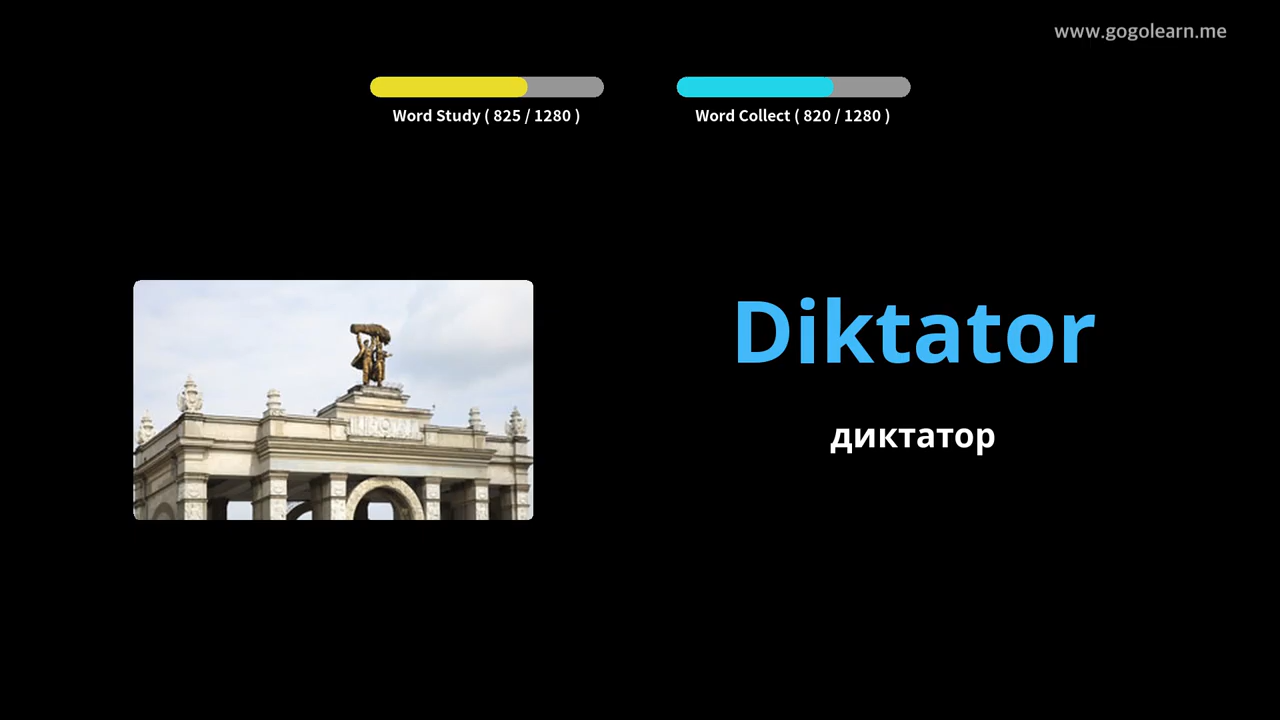 www.gogolearn.me
Word Study ( 825 / 1280 )
Word Collect ( 820 / 1280 )
Diktator
диктатор